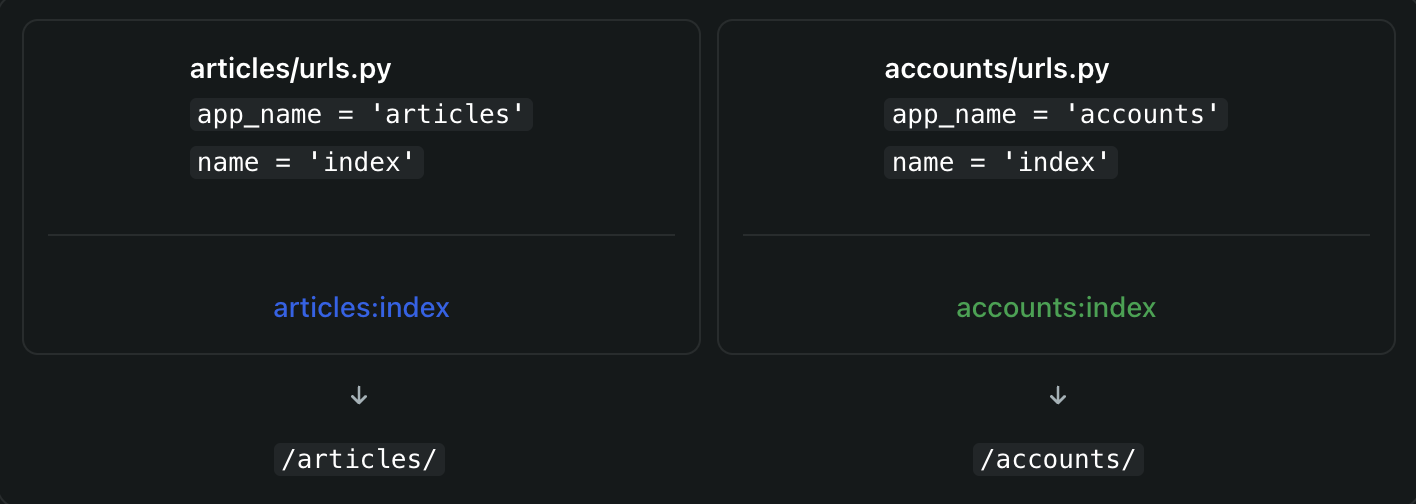 articles/urls.py
app_name = 'articles'
name = 'index'
articles:index
↓
/articles/
accounts/urls.py
app_name = 'accounts'
name = 'index'
accounts:index
↓
/accounts/